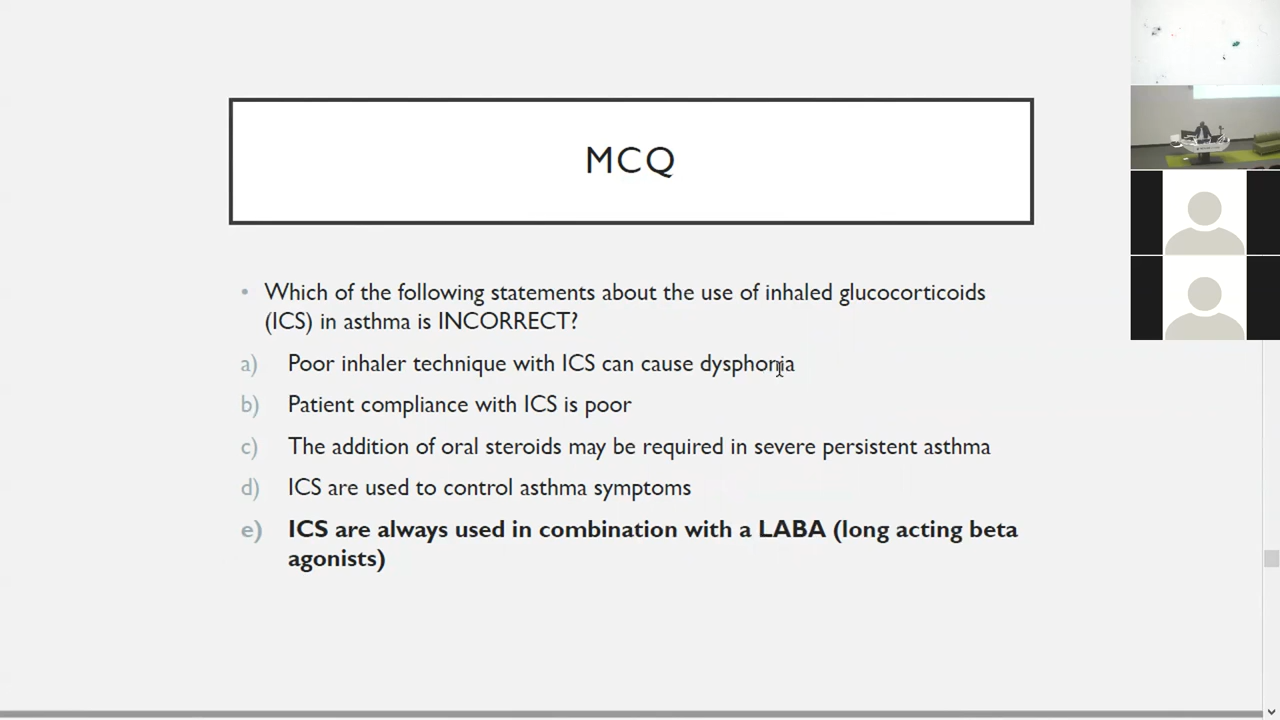 MCQ
• Which of the following statements about the use of inhaled glucocorticoids
(ICS) in asthma is INCORRECT?
a) Poor inhaler technique with ICS can cause dysphonia
b) Patient compliance with ICS is poor
c) The addition of oral steroids may be required in severe persistent asthma
d) ICS are used to control asthma symptoms
e) ICS are always used in combination with a LABA (long acting beta
agonists)